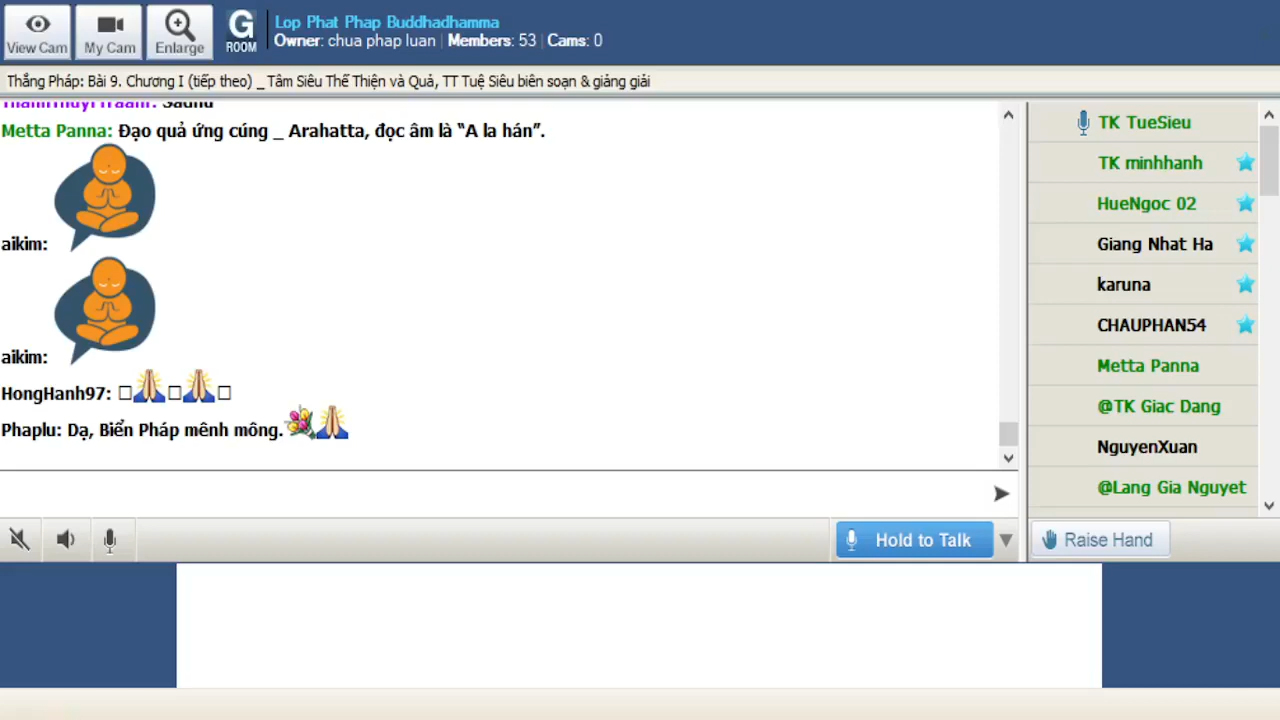 View Cam
My Cam
Enlarge
G
ROOM
Lop Phat Phap Buddhadhamma
Owner: chua phap luan | Members: 53 | Cams: 0
Thắng Pháp: Bài 9. Chương I (tiếp theo) _ Tâm Siêu Thế Thiện và Quả, TT Tuệ Siêu biên soạn & giảng giải
Metta Panna: Đạo quả ứng cúng _ Arahatta, đọc âm là “A la hán”.
aikim:
aikim:
HongHanh97:
Phaplu: Dạ, Biển Pháp mênh mông.
TK TueSieu
TK minhhanh
HueNgoc 02
Giang Nhat Ha
karuna
CHAUPHAN54
Metta Panna
@TK Giac Dang
NguyenXuan
@Lang Gia Nguyet
Hold to Talk
Raise Hand